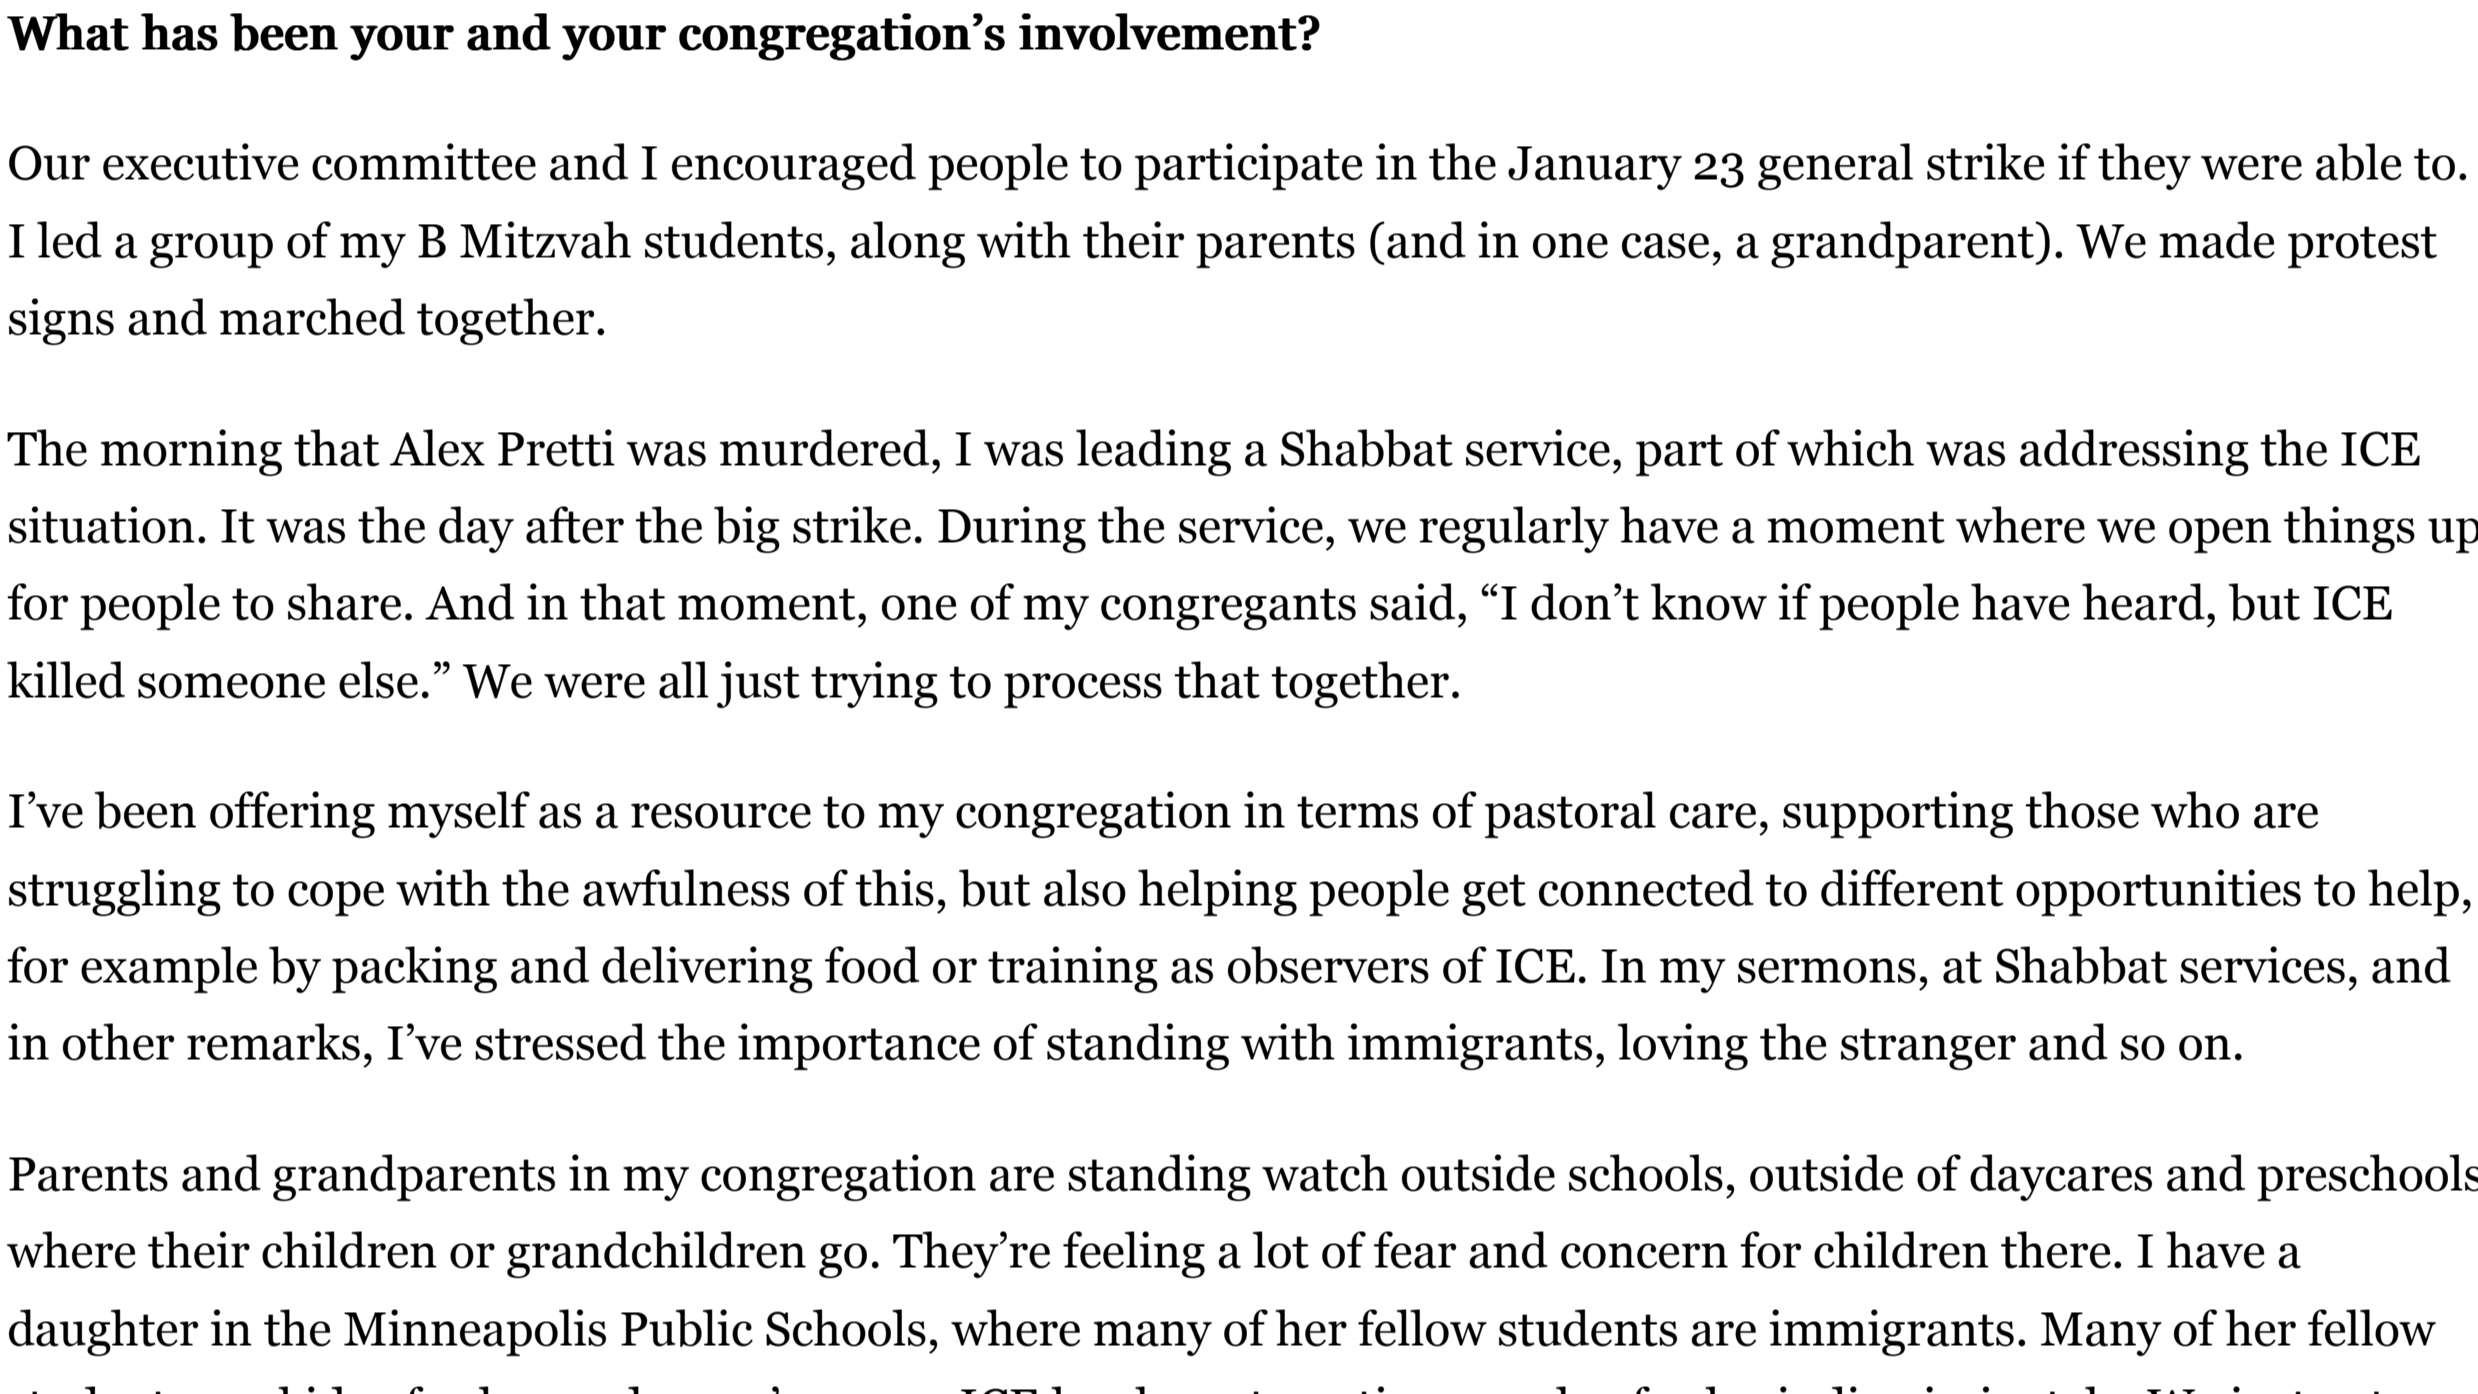 What has been your and your congregation’s involvement?
Our executive committee and I encouraged people to participate in the January 23 general strike if they were able to.
I led a group of my B Mitzvah students, along with their parents (and in one case, a grandparent). We made protest
signs and marched together.
The morning that Alex Pretti was murdered, I was leading a Shabbat service, part of which was addressing the ICE
situation. It was the day after the big strike. During the service, we regularly have a moment where we open things up
for people to share. And in that moment, one of my congregants said, “I don’t know if people have heard, but ICE
killed someone else.” We were all just trying to process that together.
I’ve been offering myself as a resource to my congregation in terms of pastoral care, supporting those who are
struggling to cope with the awfulness of this, but also helping people get connected to different opportunities to help,
for example by packing and delivering food or training as observers of ICE. In my sermons, at Shabbat services, and
in other remarks, I’ve stressed the importance of standing with immigrants, loving the stranger and so on.
Parents and grandparents in my congregation are standing watch outside schools, outside of daycares and preschools
where their children or grandchildren go. They’re feeling a lot of fear and concern for children there. I have a
daughter in the Minneapolis Public Schools, where many of her fellow students are immigrants. Many of her fellow